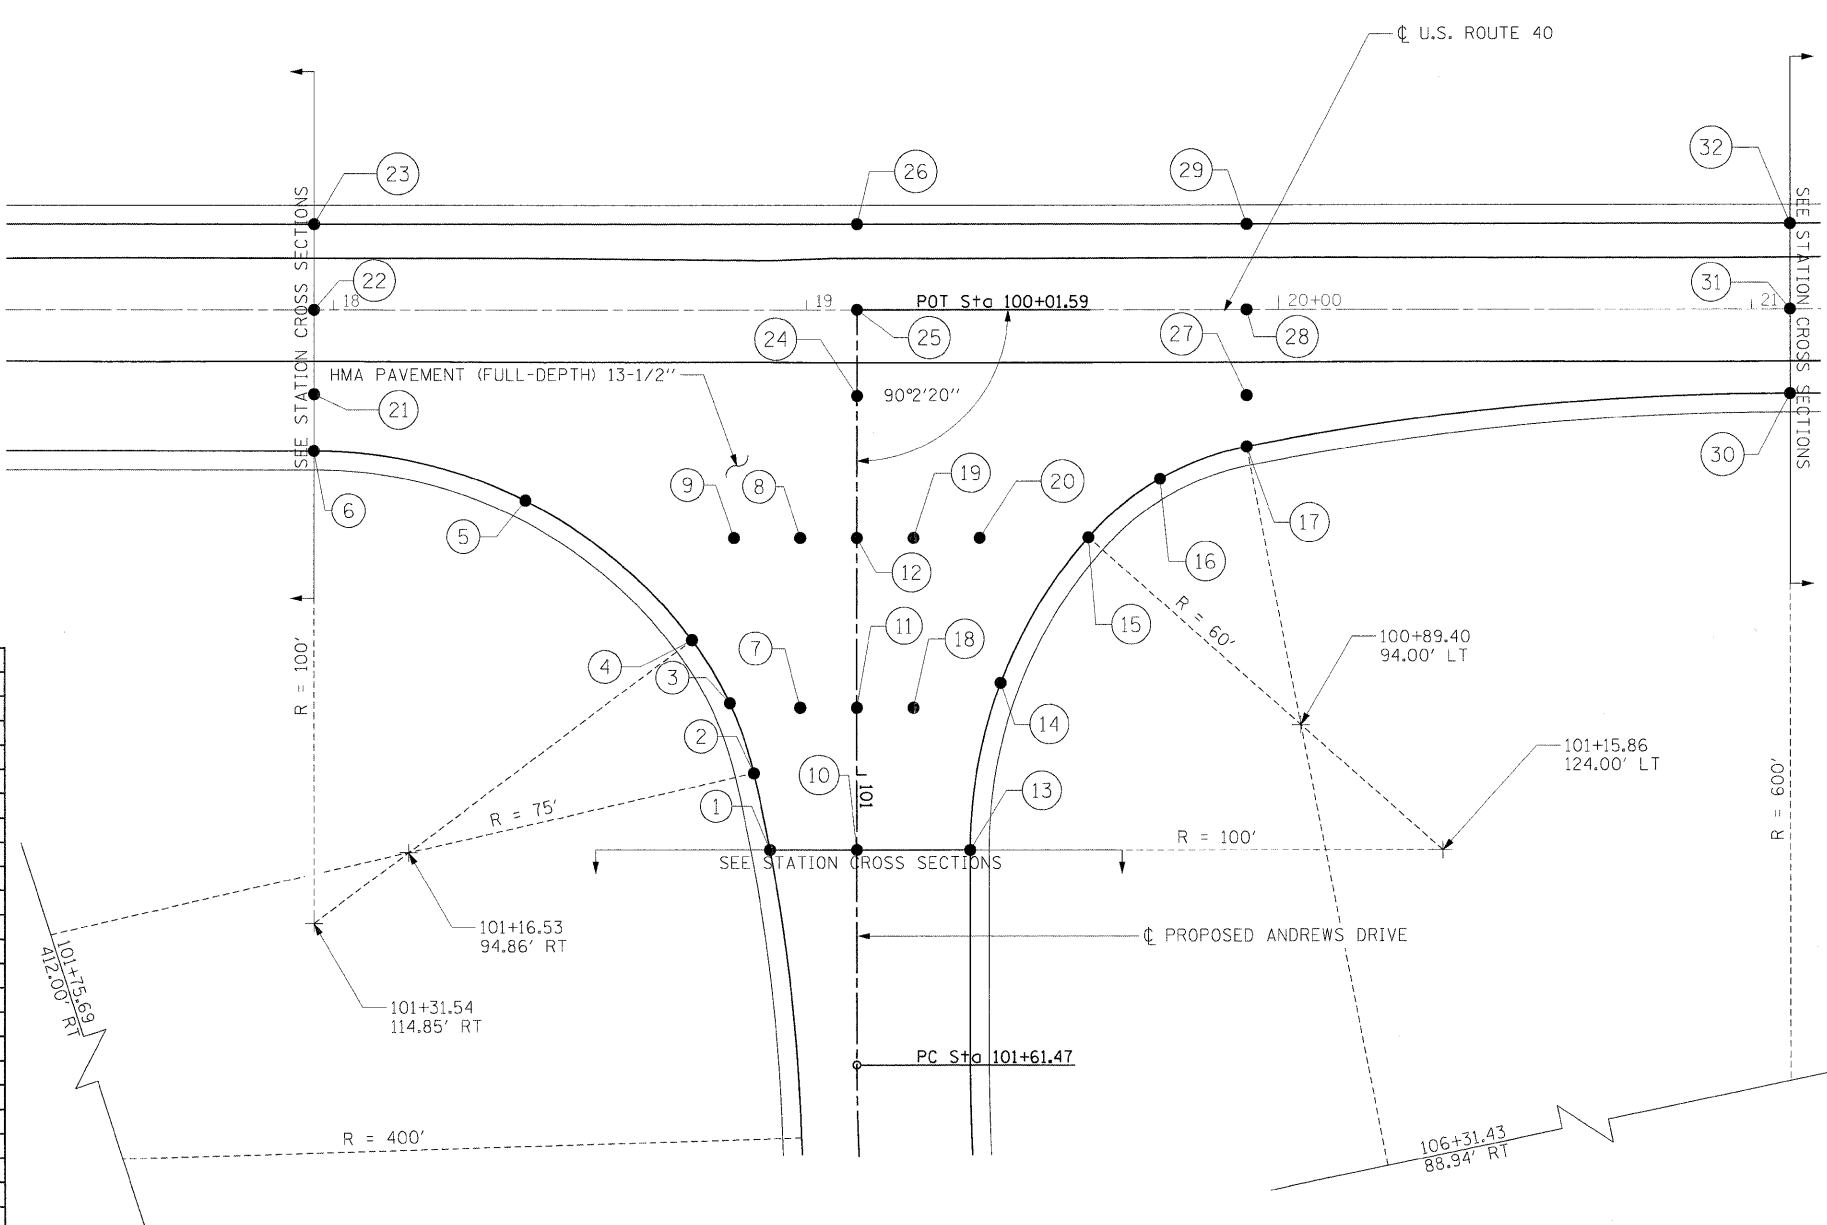 ℄ U.S. ROUTE 40
32
29
26
23
SEE STATION CROSS SECTIONS
SEE STATION CROSS SECTIONS
22
18
19
POT Sta 100+01.59
20+00
31
21
25
28
27
24
HMA PAVEMENT (FULL-DEPTH) 13-1/2"
90°2'20"
21
30
6
5
9
8
19
20
17
16
12
15
R = 60'
11
18
7
4
3
14
100+89.40
94.00' LT
R = 100'
2
10
101
13
1
101+15.86
124.00' LT
R = 75'
R = 100'
R = 600'
SEE STATION CROSS SECTIONS
101+16.53
94.86' RT
℄ PROPOSED ANDREWS DRIVE
101+75.69
412.00' RT
101+31.54
114.85' RT
PC Sta 101+61.47
R = 400'
106+31.43
88.94' RT